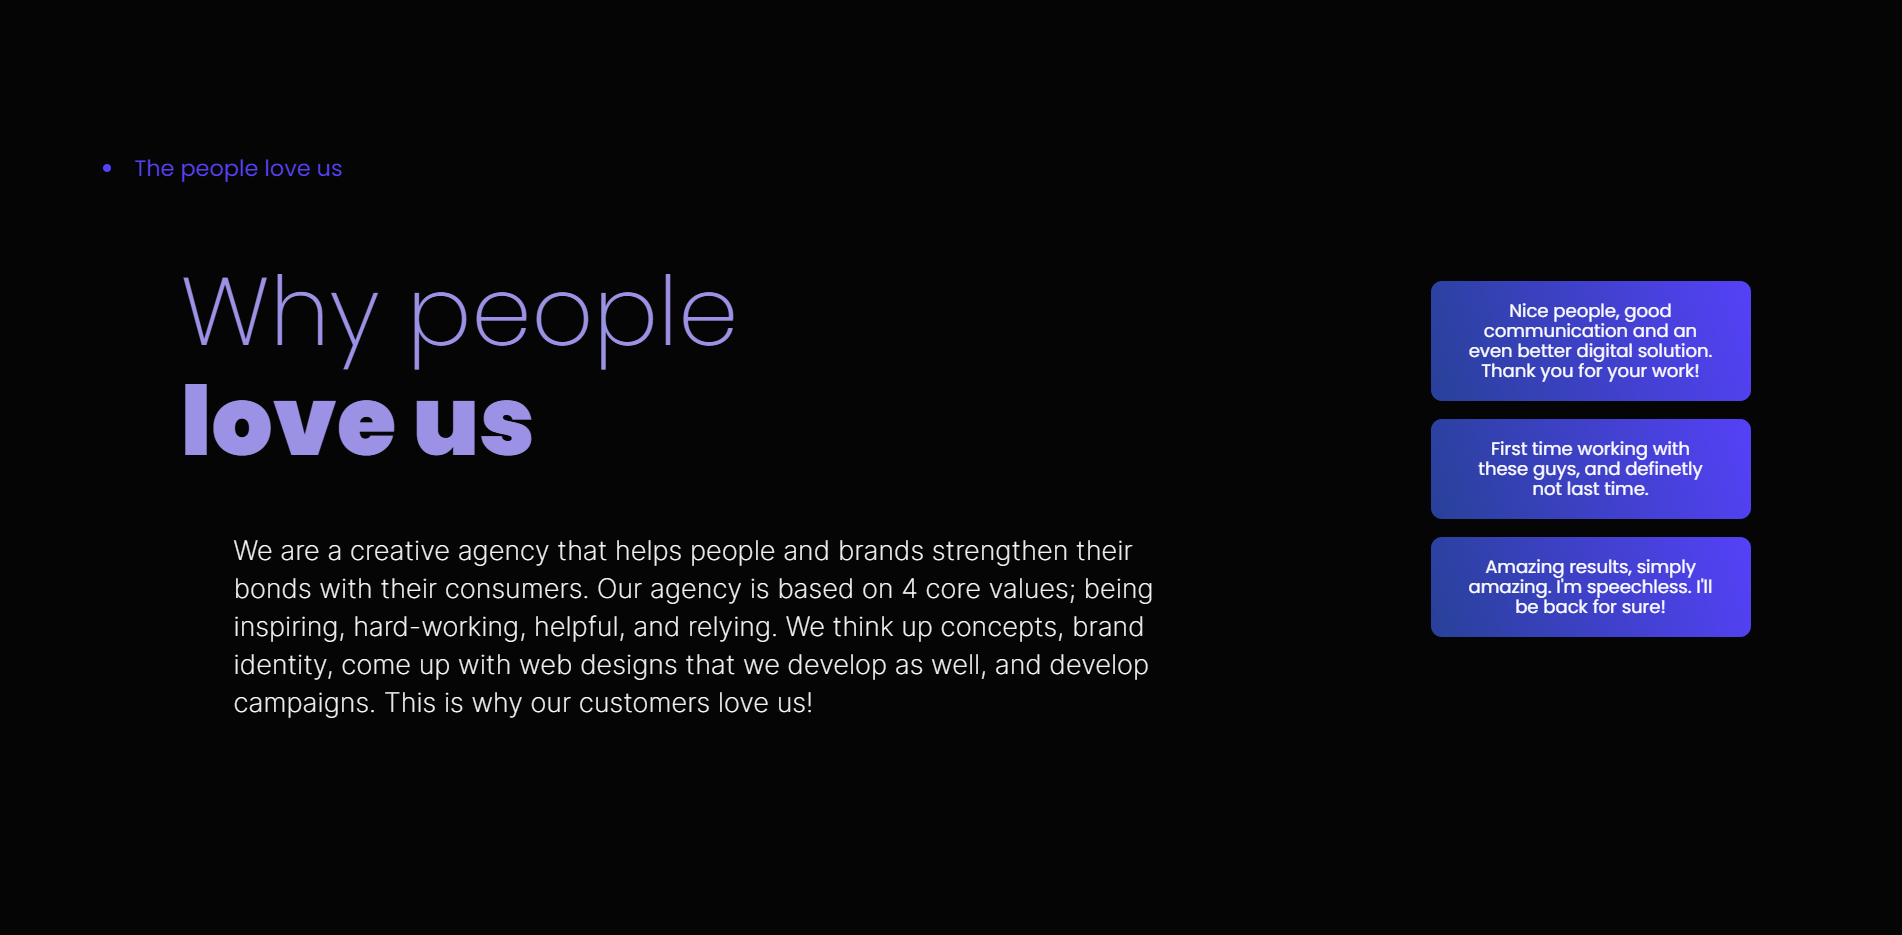 The people love us
Why people
love us
We are a creative agency that helps people and brands strengthen their
bonds with their consumers. Our agency is based on 4 core values; being
inspiring, hard-working, helpful, and relying. We think up concepts, brand
identity, come up with web designs that we develop as well, and develop
campaigns. This is why our customers love us!
Nice people, good
communication and an
even better digital solution.
Thank you for your work!
First time working with
these guys, and definetly
not last time.
Amazing results, simply
amazing. I'm speechless. I'll
be back for sure!